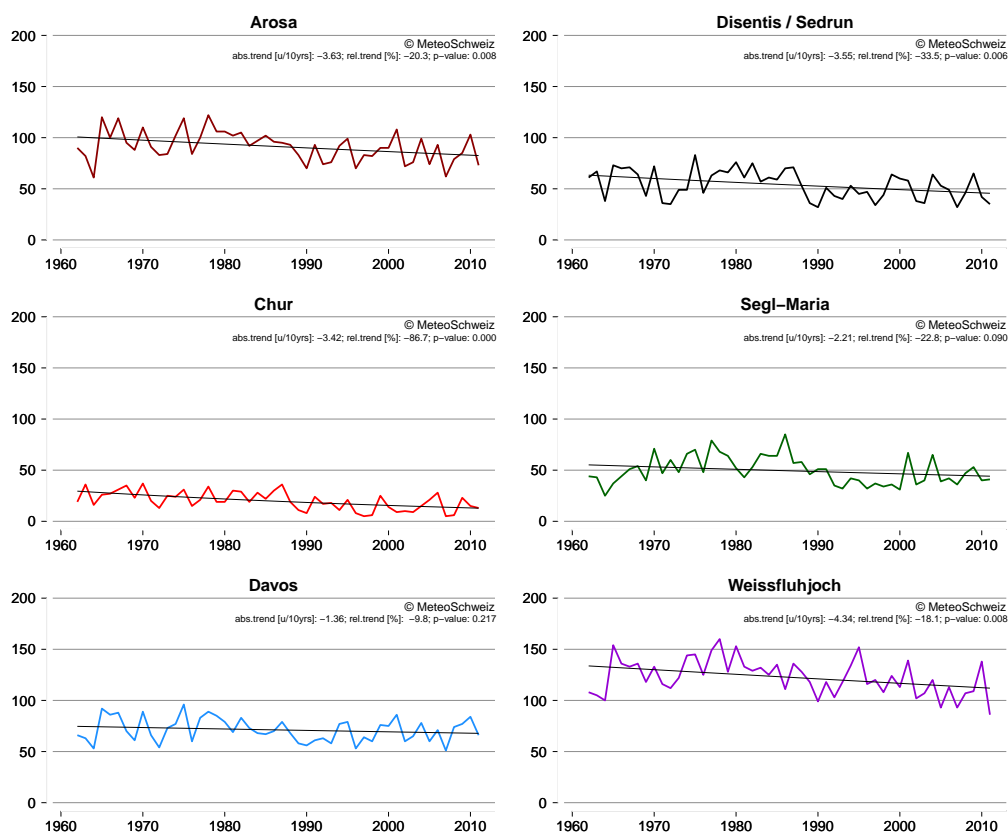 Arosa
© MeteoSchweiz
abs.trend [u/10yrs]: −3.63; rel.trend [%]: −20.3; p−value: 0.008
200
150
100
50
0
1960 1970 1980 1990 2000 2010
Disentis / Sedrun
© MeteoSchweiz
abs.trend [u/10yrs]: −3.55; rel.trend [%]: −33.5; p−value: 0.006
200
150
100
50
0
1960 1970 1980 1990 2000 2010
Chur
© MeteoSchweiz
abs.trend [u/10yrs]: −3.42; rel.trend [%]: −86.7; p−value: 0.000
200
150
100
50
0
1960 1970 1980 1990 2000 2010
Segl−Maria
© MeteoSchweiz
abs.trend [u/10yrs]: −2.21; rel.trend [%]: −22.8; p−value: 0.090
200
150
100
50
0
1960 1970 1980 1990 2000 2010
Davos
© MeteoSchweiz
abs.trend [u/10yrs]: −1.36; rel.trend [%]: −9.8; p−value: 0.217
200
150
100
50
0
1960 1970 1980 1990 2000 2010
Weissfluhjoch
© MeteoSchweiz
abs.trend [u/10yrs]: −4.34; rel.trend [%]: −18.1; p−value: 0.008
200
150
100
50
0
1960 1970 1980 1990 2000 2010